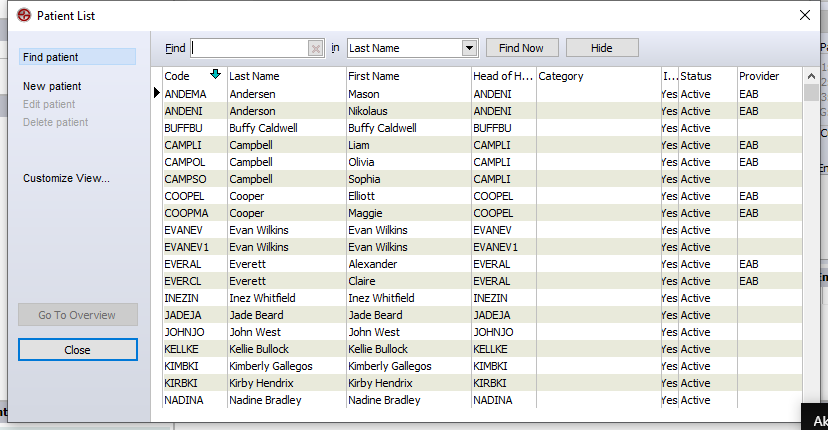 Patient List
Find patient
New patient
Edit patient
Delete patient
Customize View...
Go To Overview
Close
Find in Last Name Find Now Hide
Code Last Name First Name Head of H... Category I... Status Provider
ANDEMA Andersen Mason ANDENI Yes Active EAB
ANDENI Anderson Nikolaus ANDENI Yes Active EAB
BUFFBU Buffy Caldwell Buffy Caldwell BUFFBU Yes Active
CAMPLI Campbell Liam CAMPLI Yes Active EAB
CAMPOL Campbell Olivia CAMPLI Yes Active EAB
CAMPSO Campbell Sophia CAMPLI Yes Active
COOPEL Cooper Elliott COOPEL Yes Active EAB
COOPMA Cooper Maggie COOPEL Yes Active EAB
EVANEV Evan Wilkins Evan Wilkins EVANEV Yes Active
EVANEV1 Evan Wilkins Evan Wilkins EVANEV1 Yes Active
EVERAL Everett Alexander EVERAL Yes Active EAB
EVERCL Everett Claire EVERAL Yes Active EAB
INEZIN Inez Whitfield Inez Whitfield INEZIN Yes Active
JADEJA Jade Beard Jade Beard JADEJA Yes Active
JOHNJO John West John West JOHNJO Yes Active
KELLKE Kellie Bullock Kellie Bullock KELLKE Yes Active
KIMBKI Kimberly Gallegos Kimberly Gallegos KIMBKI Yes Active
KIRBKI Kirby Hendrix Kirby Hendrix KIRBKI Yes Active
NADINA Nadine Bradley Nadine Bradley NADINA Yes Active